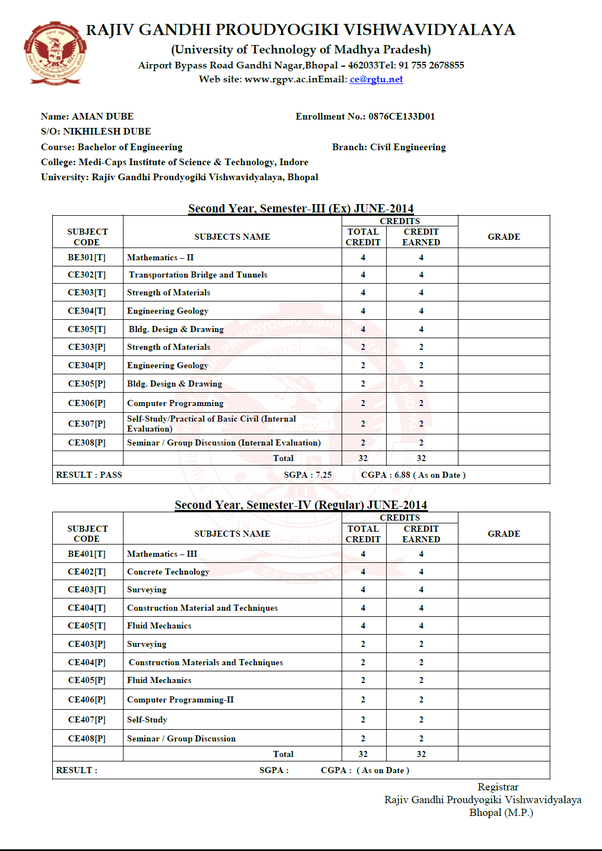 RAJIV GANDHI PROUDYOGIKI VISHWAVIDYALAYA
(University of Technology of Madhya Pradesh)
Airport Bypass Road Gandhi Nagar,Bhopal – 462033Tel: 91 755 2678855
Web site: www.rgpv.ac.inEmail: ce@rgtu.net
Name: AMAN DUBE Enrollment No.: 0876CE133D01
S/O: NIKHILESH DUBE
Course: Bachelor of Engineering Branch: Civil Engineering
College: Medi-Caps Institute of Science & Technology, Indore
University: Rajiv Gandhi Proudyogiki Vishwavidyalaya, Bhopal
Second Year, Semester-III (Ex) JUNE-2014
SUBJECT CODE SUBJECTS NAME CREDITS GRADE
TOTAL CREDIT CREDIT EARNED
BE301[T] Mathematics – II 4 4
CE302[T] Transportation Bridge and Tunnels 4 4
CE303[T] Strength of Materials 4 4
CE304[T] Engineering Geology 4 4
CE305[T] Bldg. Design & Drawing 4 4
CE303[P] Strength of Materials 2 2
CE304[P] Engineering Geology 2 2
CE305[P] Bldg. Design & Drawing 2 2
CE306[P] Computer Programming 2 2
CE307[P] Self-Study/Practical of Basic Civil (Internal Evaluation) 2 2
CE308[P] Seminar / Group Discussion (Internal Evaluation) 2 2
Total 32 32
RESULT : PASS SGPA : 7.25 CGPA : 6.88 ( As on Date )
Second Year, Semester-IV (Regular) JUNE-2014
SUBJECT CODE SUBJECTS NAME CREDITS GRADE
TOTAL CREDIT CREDIT EARNED
BE401[T] Mathematics – III 4 4
CE402[T] Concrete Technology 4 4
CE403[T] Surveying 4 4
CE404[T] Construction Material and Techniques 4 4
CE405[T] Fluid Mechanics 4 4
CE403[P] Surveying 2 2
CE404[P] Construction Materials and Techniques 2 2
CE405[P] Fluid Mechanics 2 2
CE406[P] Computer Programming-II 2 2
CE407[P] Self-Study 2 2
CE408[P] Seminar / Group Discussion 2 2
Total 32 32
RESULT : SGPA : CGPA : ( As on Date )
Registrar
Rajiv Gandhi Proudyogiki Vishwavidyalaya
Bhopal (M.P.)